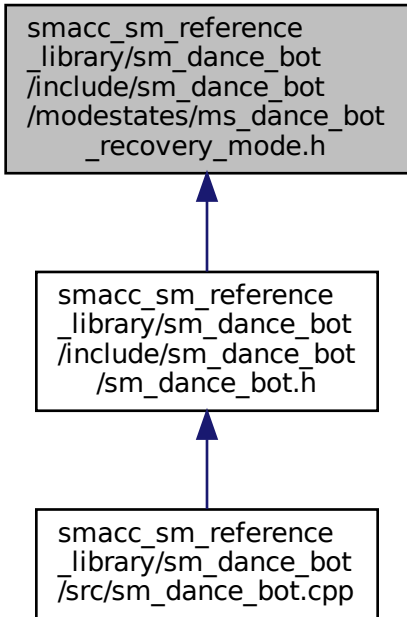 smacc_sm_reference
_library/sm_dance_bot
/include/sm_dance_bot
/modestates/ms_dance_bot
_recovery_mode.h
smacc_sm_reference
_library/sm_dance_bot
/include/sm_dance_bot
/sm_dance_bot.h
smacc_sm_reference
_library/sm_dance_bot
/src/sm_dance_bot.cpp